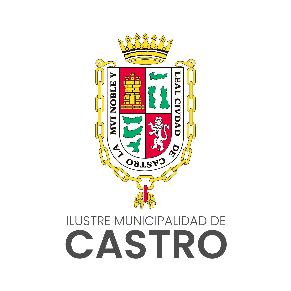 MVI NOBLE Y LEAL CIVDAD DE CASTRO LA
ILUSTRE MUNICIPALIDAD DE
CASTRO